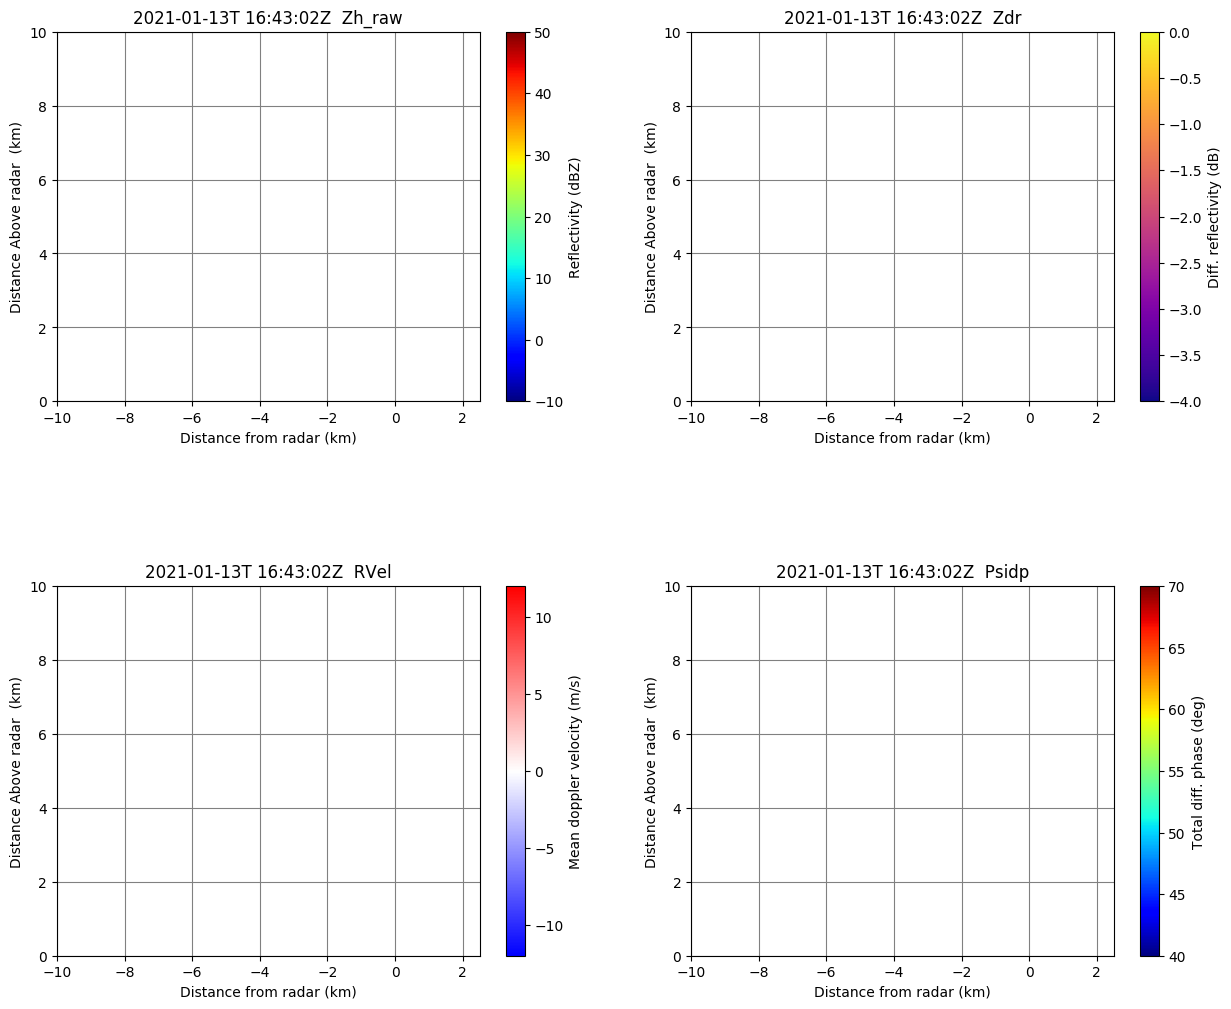 2021-01-13T 16:43:02Z  Zh_raw
10
8
6
4
2
0
Distance Above radar  (km)
−10 −8 −6 −4 −2 0 2
Distance from radar (km)
50
40
30
20
10
0
−10
Reflectivity (dBZ)
2021-01-13T 16:43:02Z  Zdr
10
8
6
4
2
0
Distance Above radar  (km)
−10 −8 −6 −4 −2 0 2
Distance from radar (km)
0.0
−0.5
−1.0
−1.5
−2.0
−2.5
−3.0
−3.5
−4.0
Diff. reflectivity (dB)
2021-01-13T 16:43:02Z  RVel
10
8
6
4
2
0
Distance Above radar  (km)
−10 −8 −6 −4 −2 0 2
Distance from radar (km)
10
5
0
−5
−10
Mean doppler velocity (m/s)
2021-01-13T 16:43:02Z  Psidp
10
8
6
4
2
0
Distance Above radar  (km)
−10 −8 −6 −4 −2 0 2
Distance from radar (km)
70
65
60
55
50
45
40
Total diff. phase (deg)